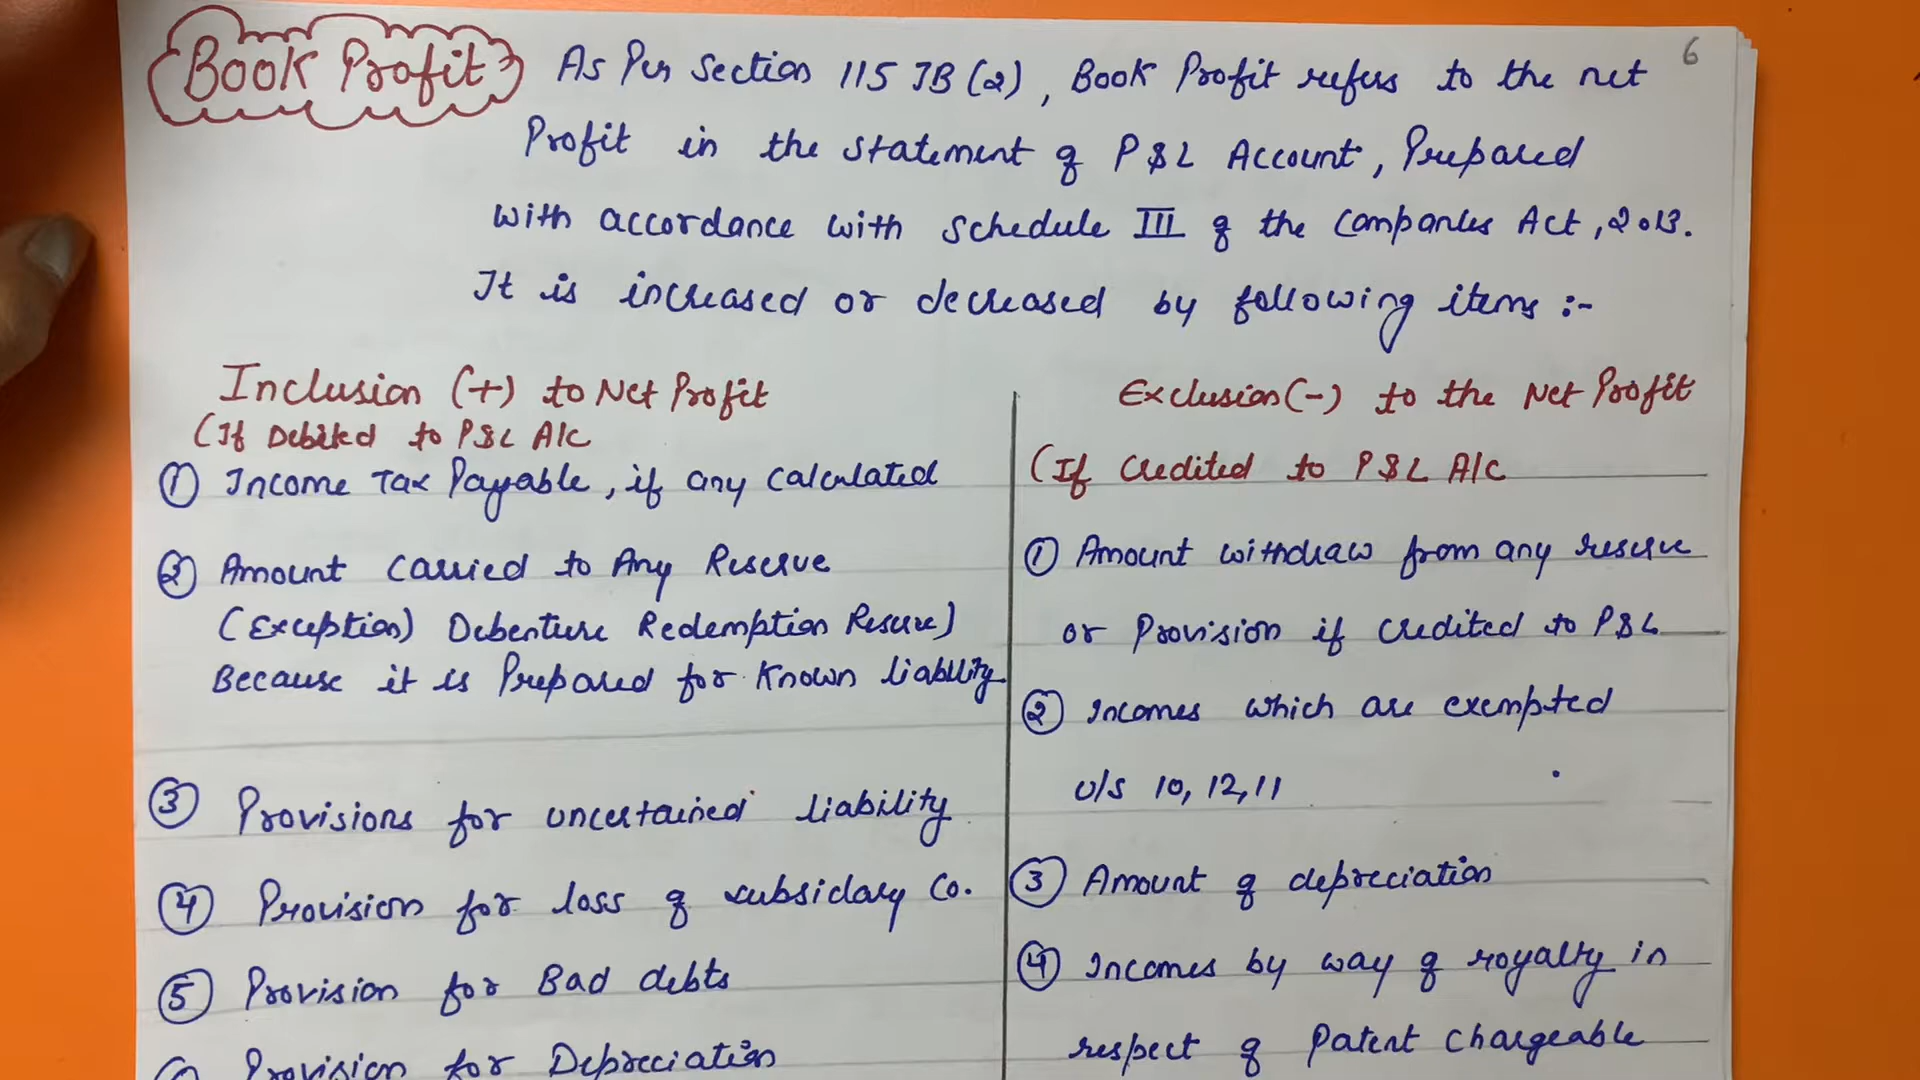 6
Book Profit
As Per Section 115 JB (2), Book Profit refers to the net
Profit in the statement of P&L Account, Prepared
with accordance with Schedule III of the Companies Act, 2013.
It is increased or decreased by following items :-
Inclusion (+) to Net Profit
(If Debited to P&L A/c
① Income Tax Payable, if any calculated
② Amount carried to Any Reserve
(Exception) Debenture Redemption Reserve)
Because it is Prepared for Known liability
③ Provisions for uncertained liability
④ Provision for loss of subsidary Co.
⑤ Provision for Bad debts
Provision for Depreciation
Exclusion (-) to the Net Profit
(If Credited to P&L A/c
① Amount withdraw from any reserve
or Provision if credited to P&L
② Incomes which are exempted
U/s 10, 12, 11
③ Amount of depreciation
④ Incomes by way of royalty in
respect of Patent chargeable